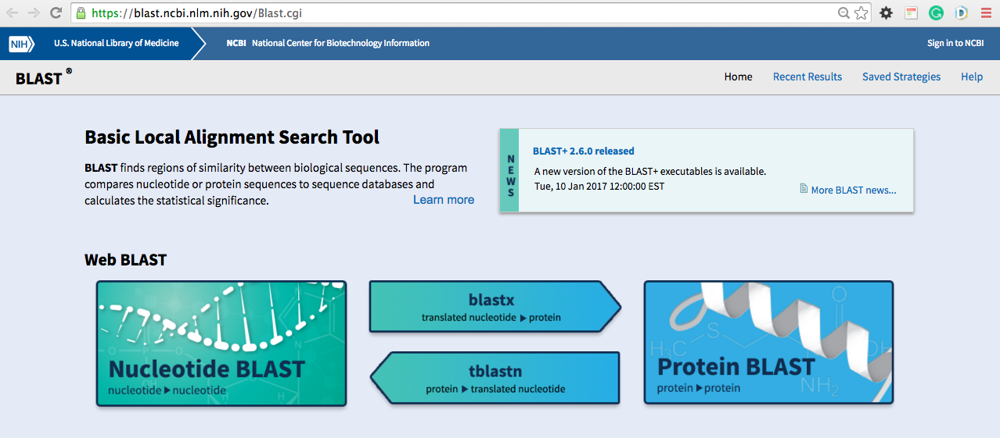 https://blast.ncbi.nlm.nih.gov/Blast.cgi
NIH U.S. National Library of Medicine NCBI National Center for Biotechnology Information Sign in to NCBI
BLAST ® Home Recent Results Saved Strategies Help
Basic Local Alignment Search Tool
BLAST finds regions of similarity between biological sequences. The program
compares nucleotide or protein sequences to sequence databases and
calculates the statistical significance. Learn more
NEWS
BLAST+ 2.6.0 released
A new version of the BLAST+ executables is available.
Tue, 10 Jan 2017 12:00:00 EST
More BLAST news...
Web BLAST
Nucleotide BLAST
nucleotide ▶ nucleotide
blastx
translated nucleotide ▶ protein
tblastn
protein ▶ translated nucleotide
O
S
H₃C
OH
Protein BLAST
protein ▶ protein
NH₂